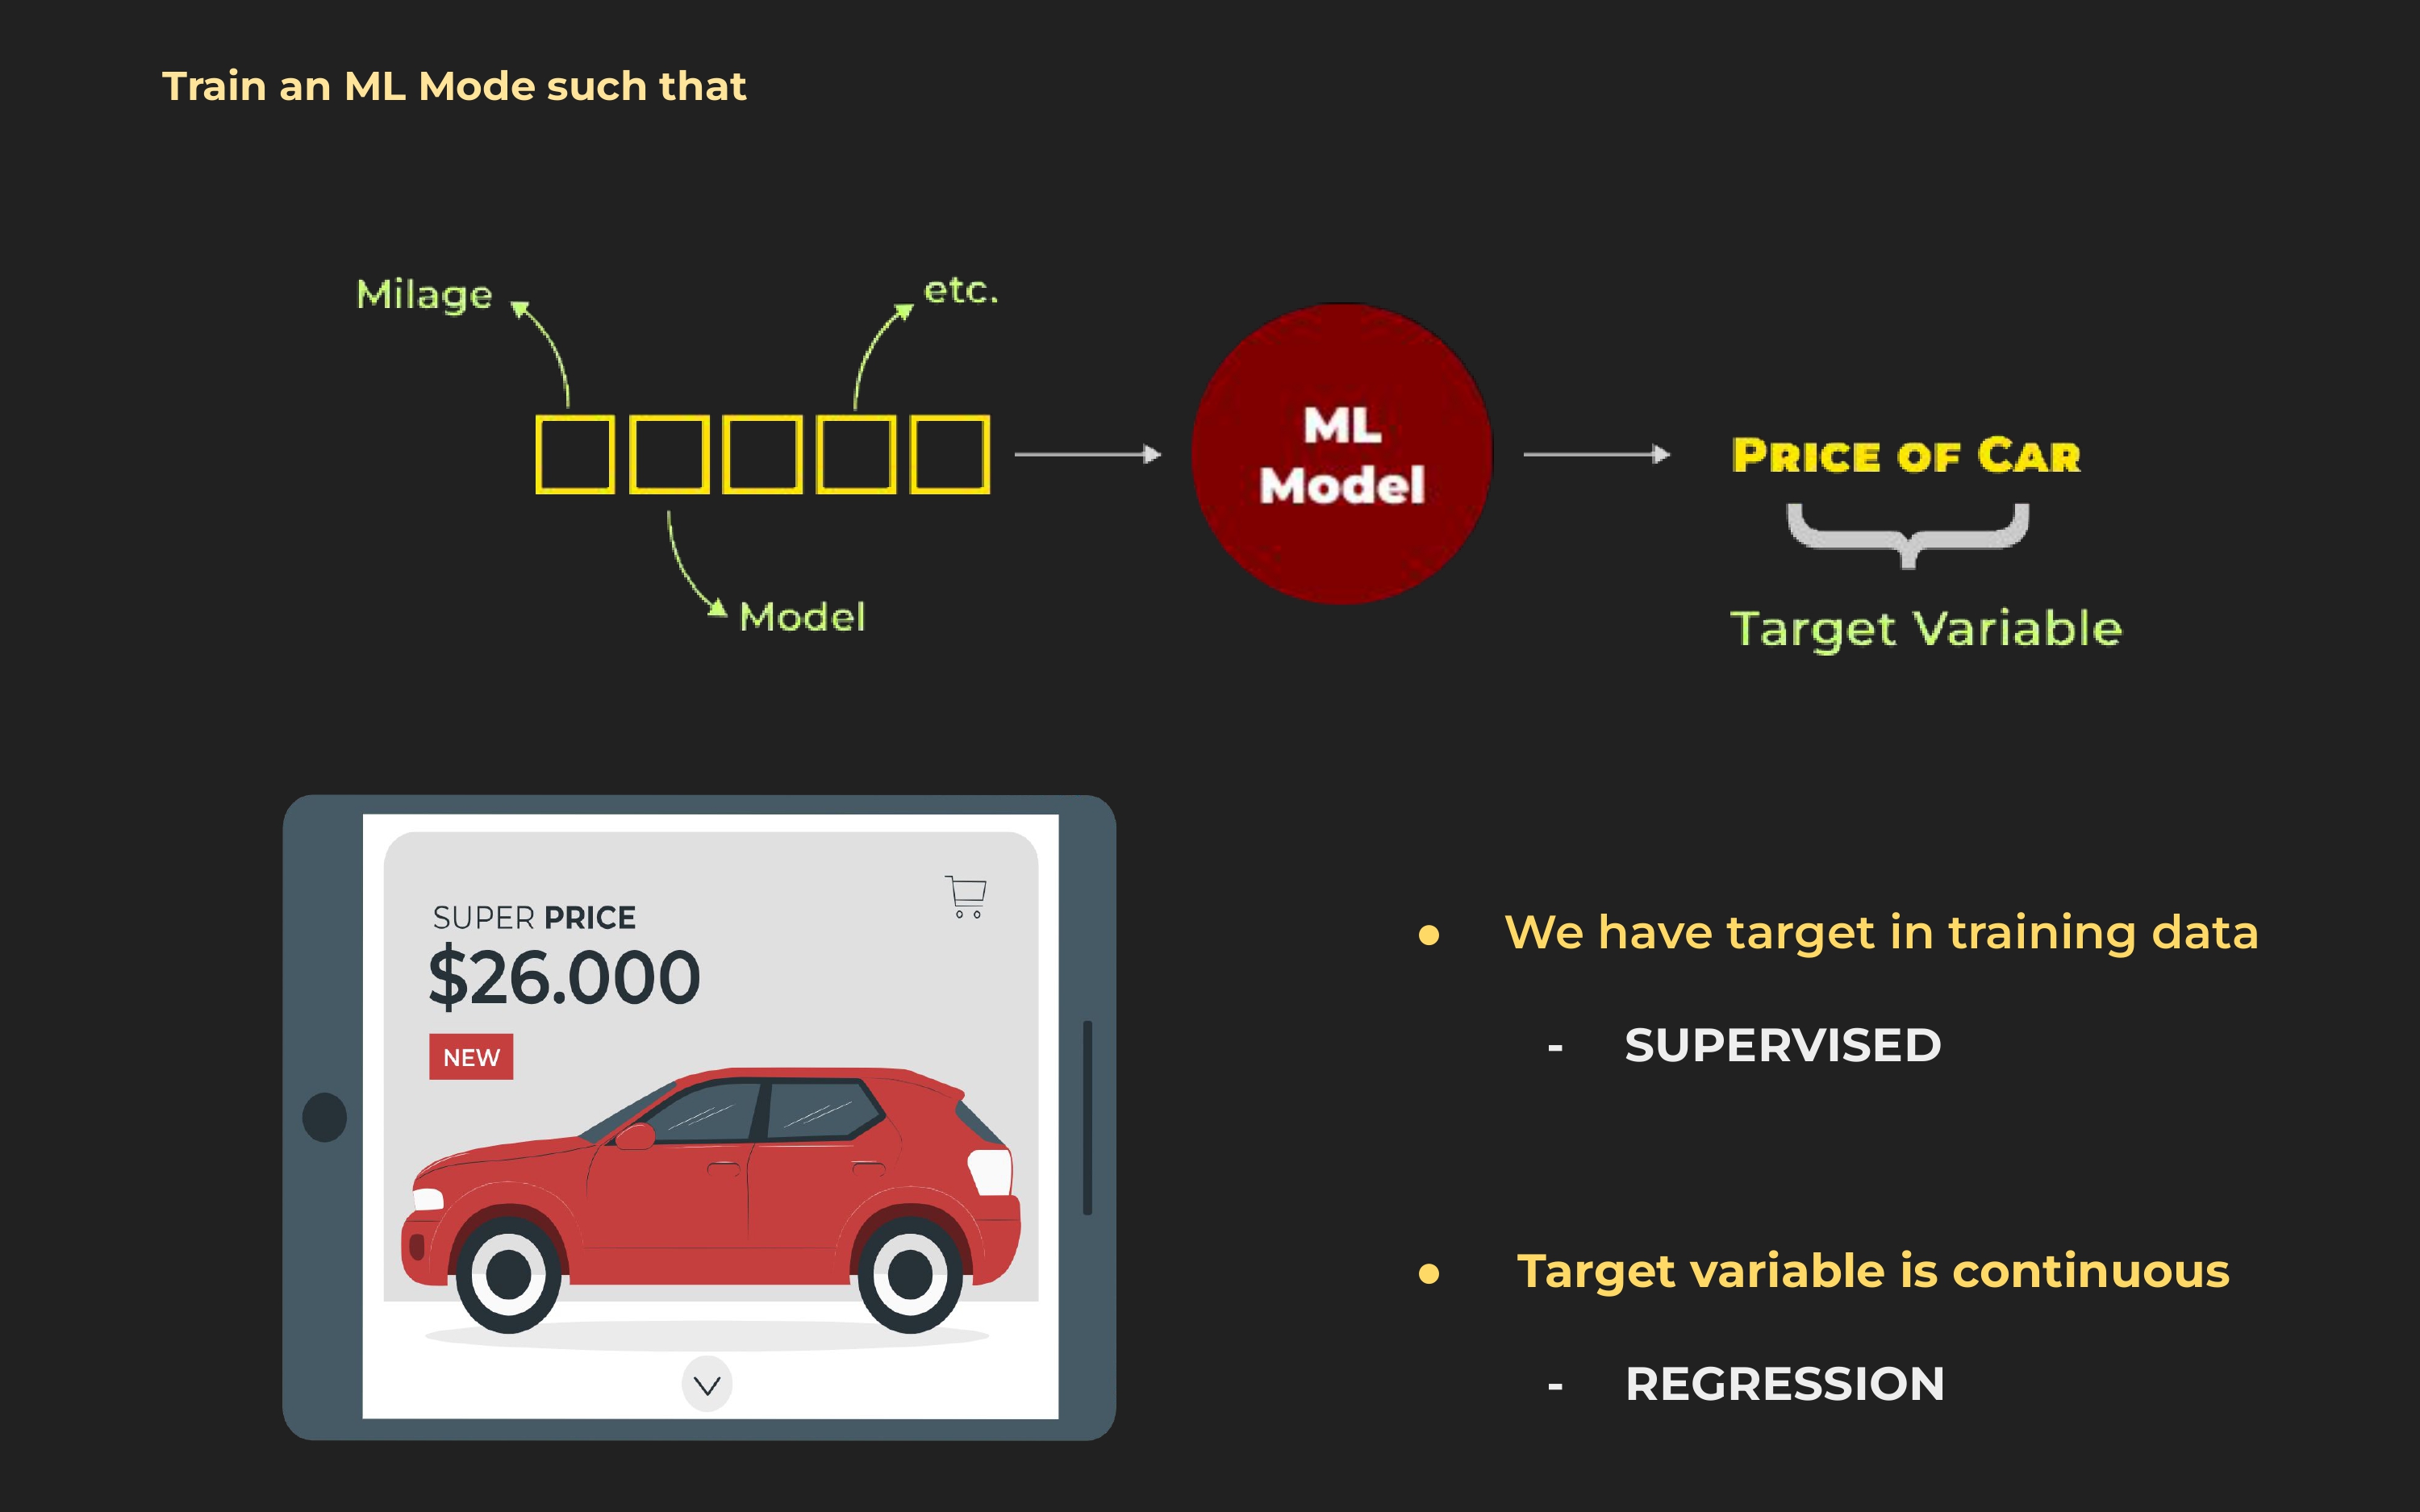 Train an ML Mode such that
Milage
etc.
ML
Model
PRICE OF CAR
Model
Target Variable
SUPER PRICE
$26.000
NEW
● We have target in training data
- SUPERVISED
● Target variable is continuous
- REGRESSION